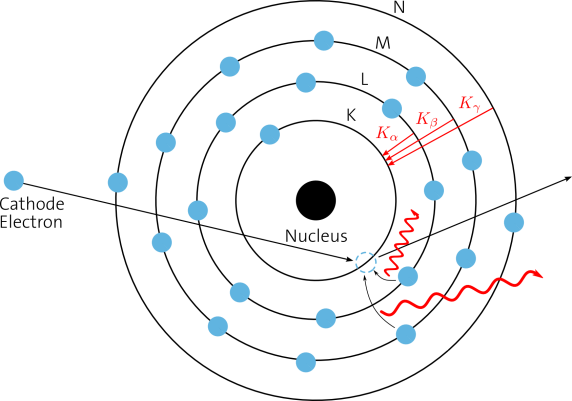 N
M
L
K
Kα
Kβ
Kγ
Cathode
Electron
Nucleus